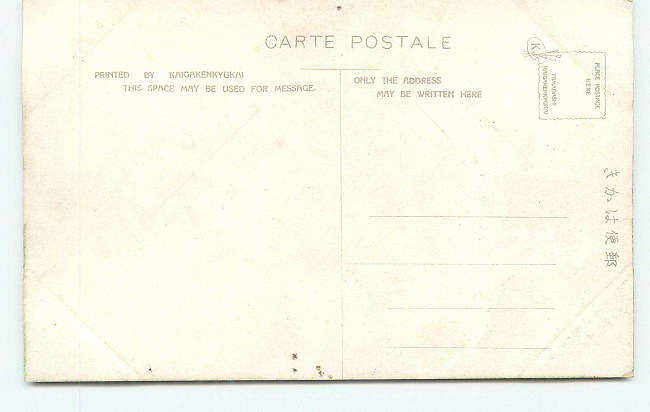 CARTE POSTALE
PRINTED BY KAIGAKENKYUKAI
THIS SPACE MAY BE USED FOR MESSAGE.
ONLY THE ADDRESS
MAY BE WRITTEN HERE
K
PLACE POSTAGE
HERE
きかは便郵